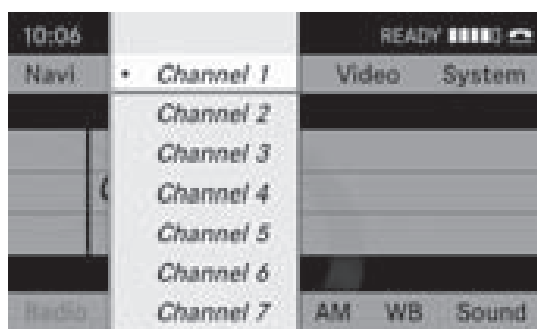 10:06 READY
Navi • Channel 1 Video System
Channel 2
Channel 3
Channel 4
Channel 5
Channel 6
Channel 7
Radio AM WB Sound